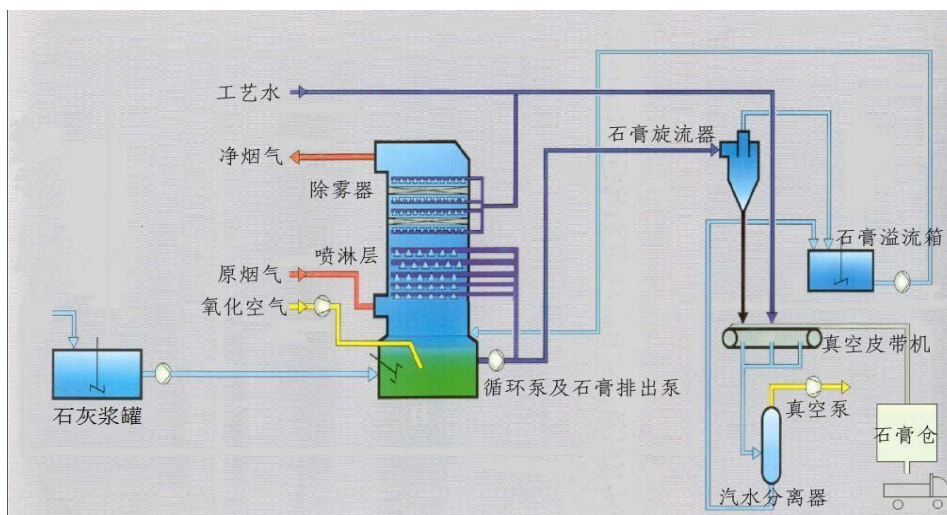 工艺水
石膏旋流器
净烟气
除雾器
喷淋层
石膏溢流箱
原烟气
氧化空气
真空皮带机
循环泵及石膏排出泵
石灰浆罐
真空泵
石膏仓
汽水分离器